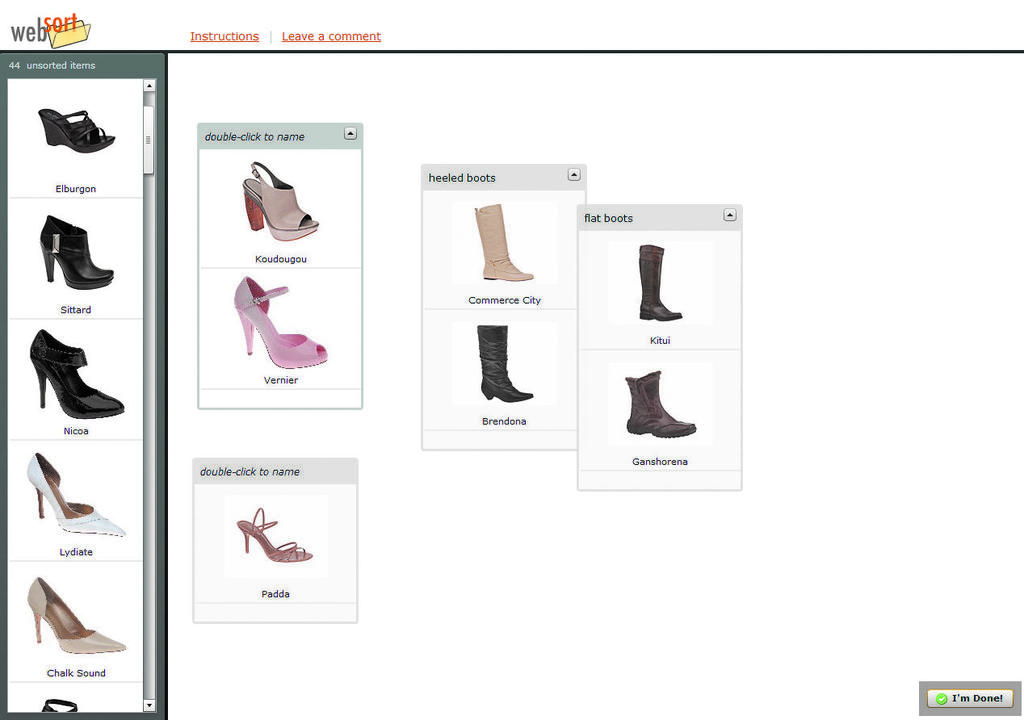 websort
Instructions | Leave a comment
44 unsorted items
Elburgon
Sittard
Nicoa
Lydiate
Chalk Sound
double-click to name
Koudougou
Vernier
double-click to name
Padda
heeled boots
Commerce City
Brendona
flat boots
Kitui
Ganshorena
I'm Done!